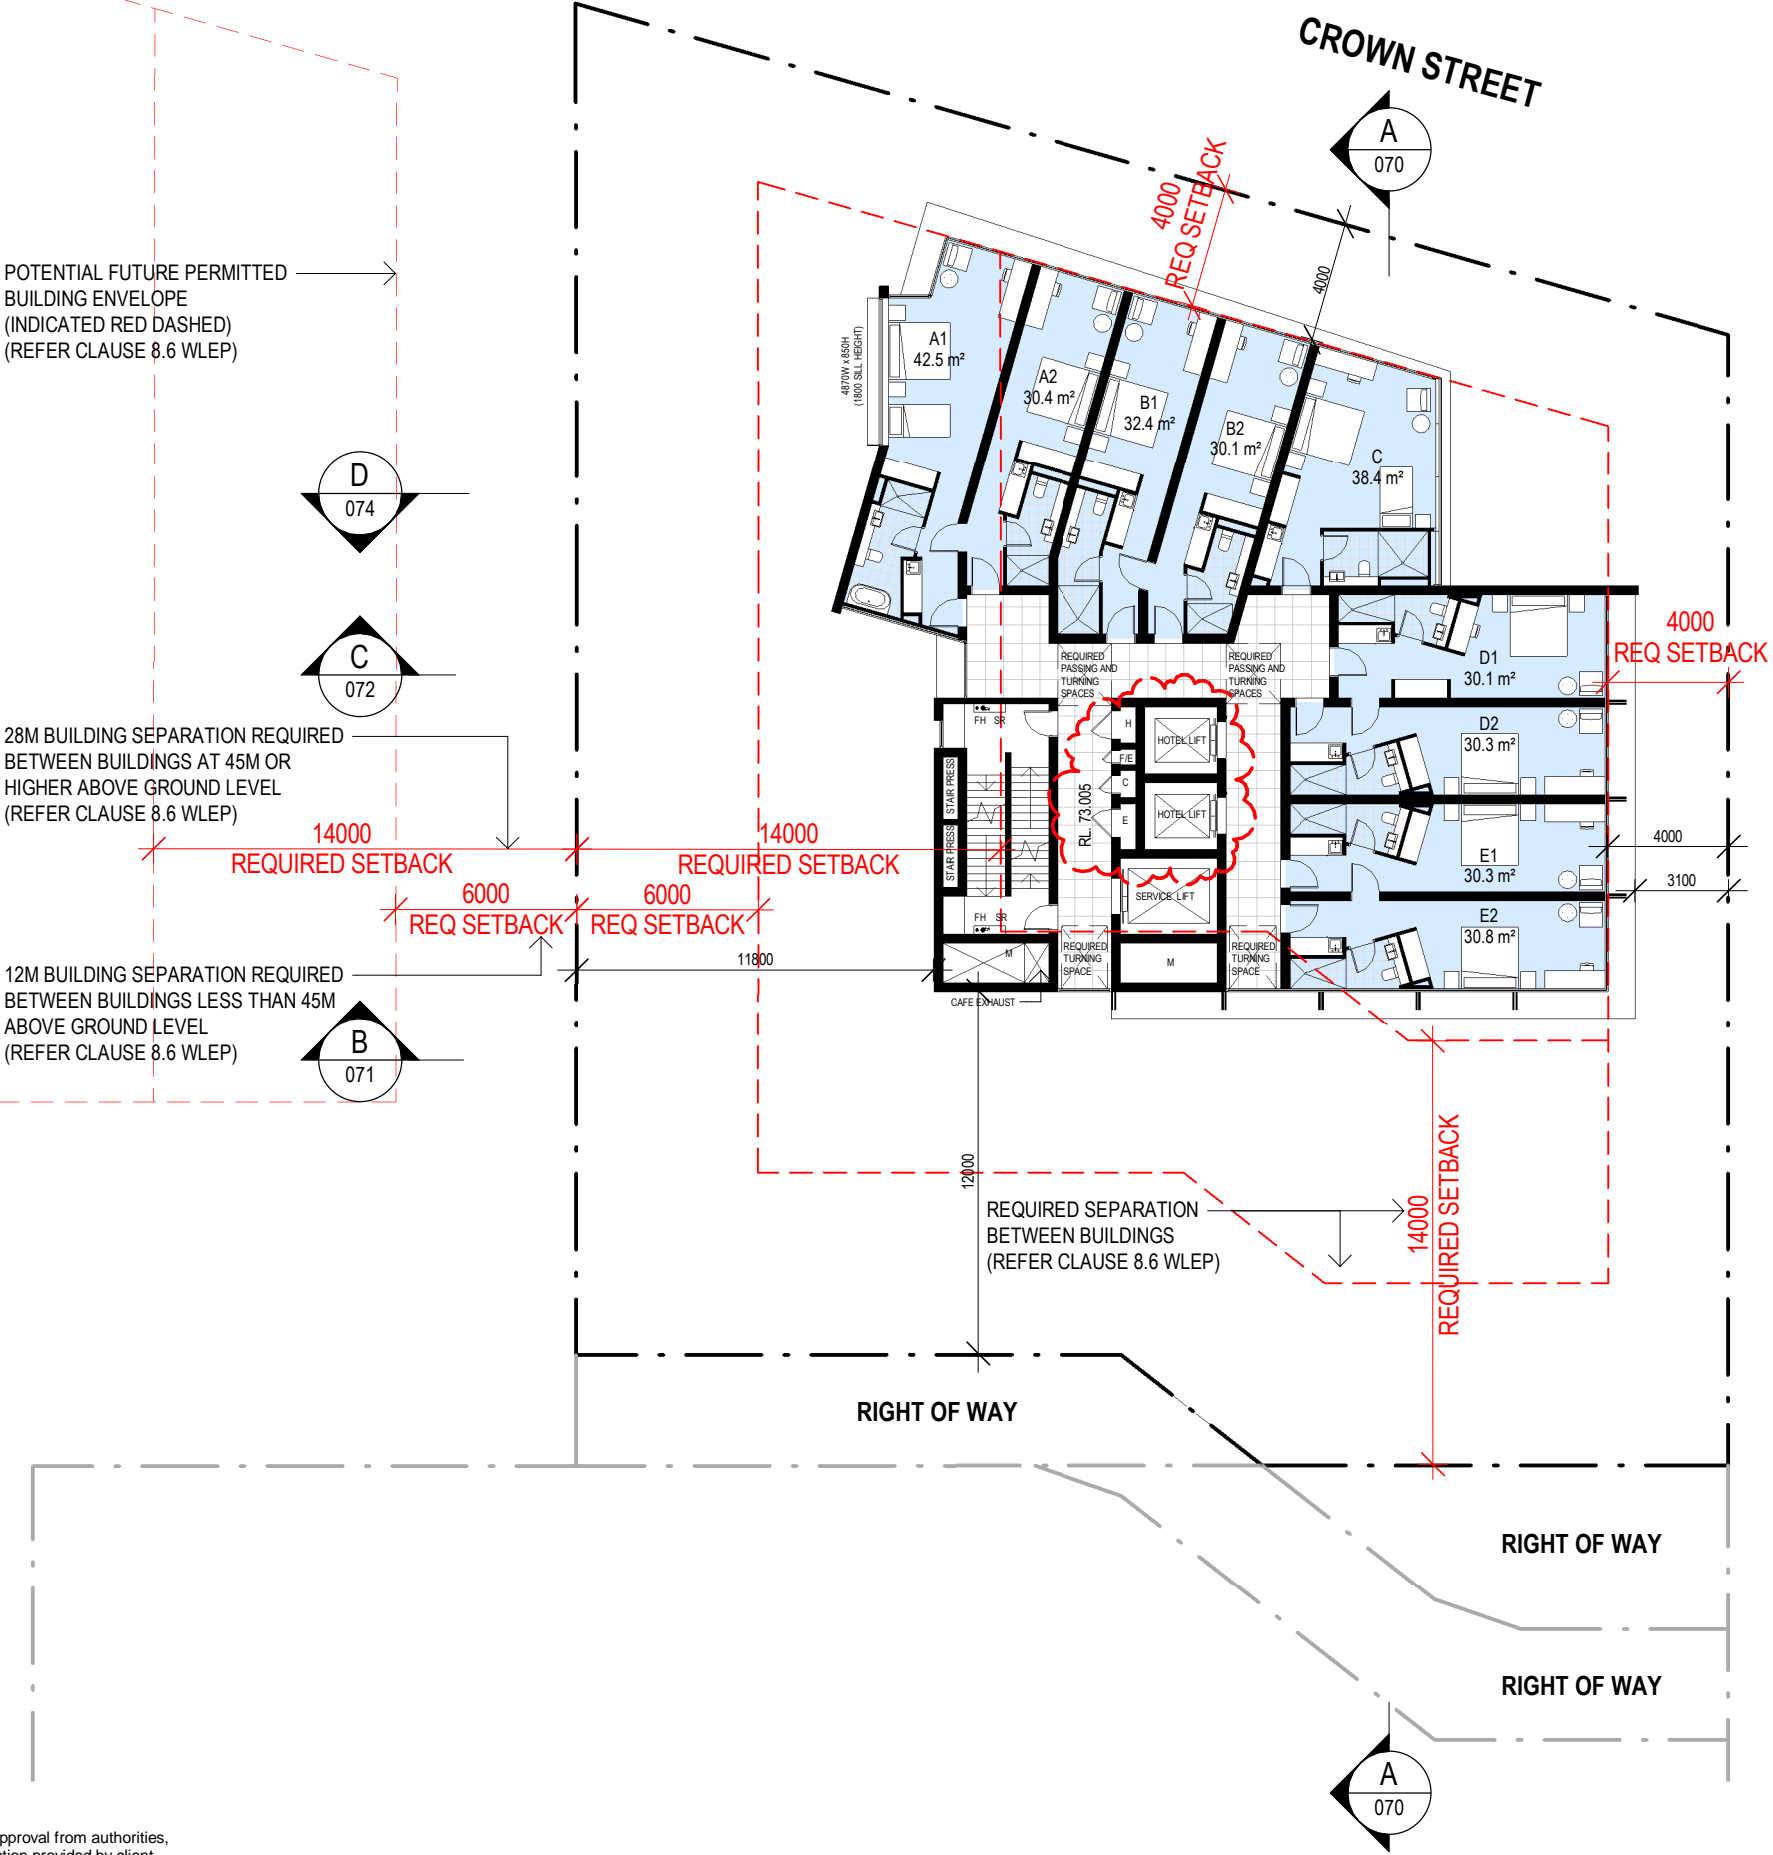 CROWN STREET
A
070
4000
REQ SETBACK
4000
POTENTIAL FUTURE PERMITTED
BUILDING ENVELOPE
(INDICATED RED DASHED)
(REFER CLAUSE 8.6 WLEP)
4870W x 850H
(1800 SILL HEIGHT)
A1
42.5 m²
A2
30.4 m²
B1
32.4 m²
B2
30.1 m²
C
38.4 m²
D
074
C
072
4000
REQ SETBACK
REQUIRED
PASSING AND
TURNING
SPACES
REQUIRED
PASSING AND
TURNING
SPACES
D1
30.1 m²
D2
30.3 m²
E1
30.3 m²
E2
30.8 m²
FH SR
H
F/E
C
E
HOTEL LIFT
HOTEL LIFT
SERVICE LIFT
RL. 73.005
STAIR PRESS
STAIR PRESS
FH SR
28M BUILDING SEPARATION REQUIRED
BETWEEN BUILDINGS AT 45M OR
HIGHER ABOVE GROUND LEVEL
(REFER CLAUSE 8.6 WLEP)
14000
REQUIRED SETBACK
14000
REQUIRED SETBACK
4000
3100
6000
REQ SETBACK
6000
REQ SETBACK
11800
M
M
REQUIRED
TURNING
SPACE
REQUIRED
TURNING
SPACE
CAFE EXHAUST
12M BUILDING SEPARATION REQUIRED
BETWEEN BUILDINGS LESS THAN 45M
ABOVE GROUND LEVEL
(REFER CLAUSE 8.6 WLEP)
B
071
12000
14000
REQUIRED SETBACK
REQUIRED SEPARATION
BETWEEN BUILDINGS
(REFER CLAUSE 8.6 WLEP)
RIGHT OF WAY
RIGHT OF WAY
RIGHT OF WAY
A
070
pproval from authorities,
ction provided by client